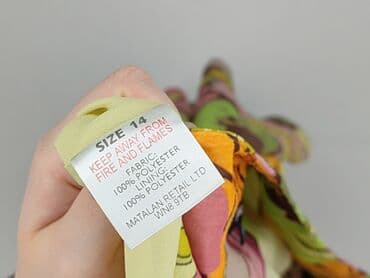 SIZE 14
KEEP AWAY FROM
FIRE AND FLAMES
FABRIC:
100% POLYESTER
LINING:
100% POLYESTER
MATALAN RETAIL LTD
WN8 9TB